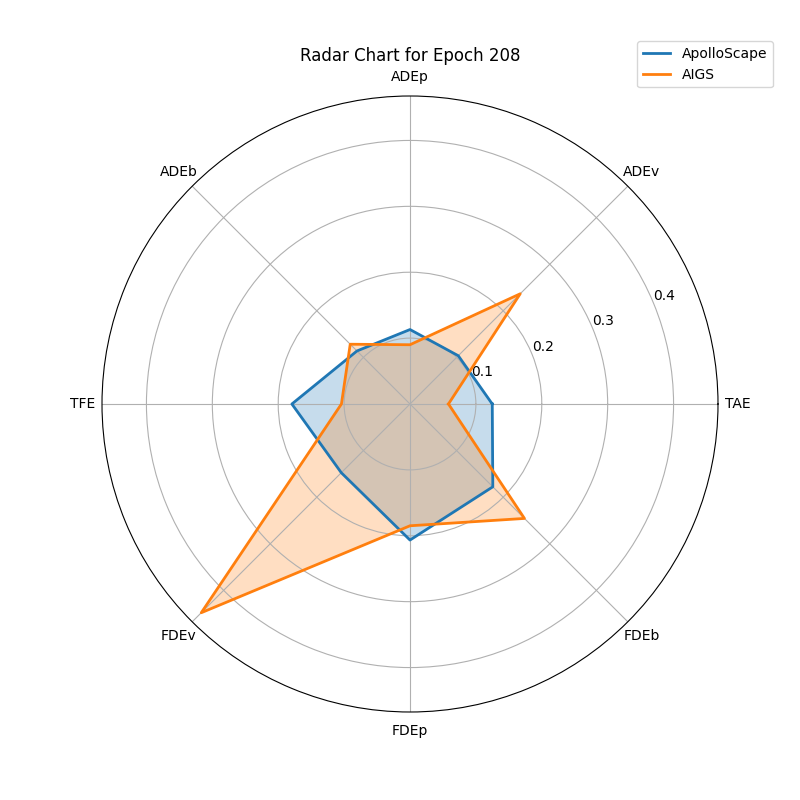 Radar Chart for Epoch 208
ApolloScape
AIGS
ADEp
ADEb
ADEv
0.4
0.3
0.2
0.1
TFE
TAE
FDEv
FDEb
FDEp